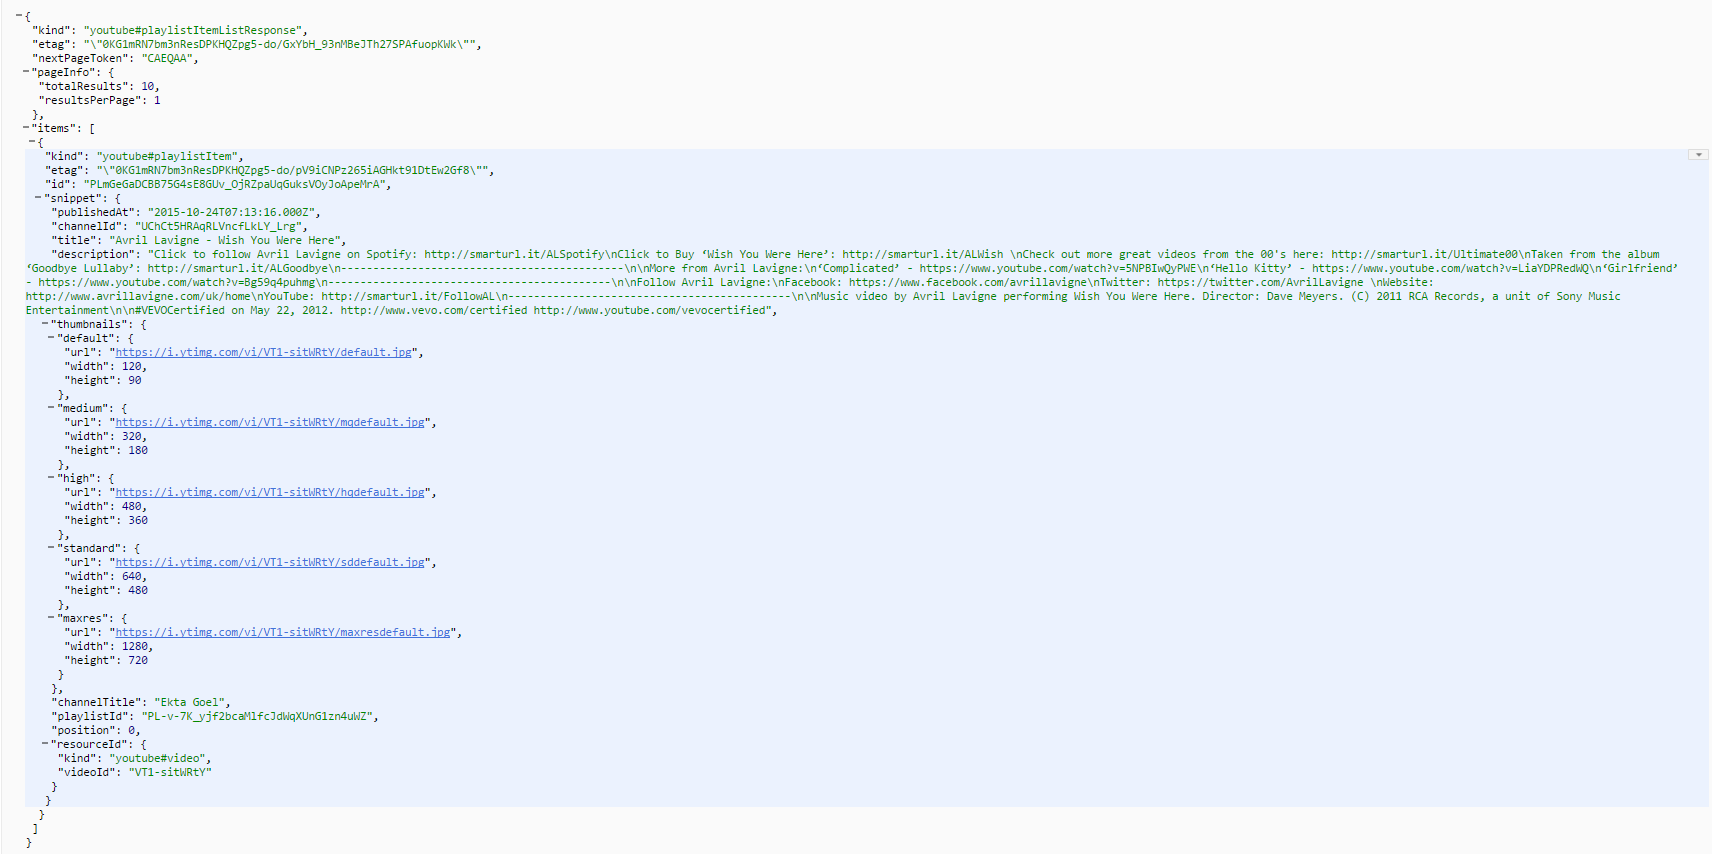 {
"kind": "youtube#playlistItemListResponse",
"etag": "\"0KG1mRN7bm3nResDPKHQZpg5-do/GxYbH_93nMBeJTh27SPAfuopKWk\"",
"nextPageToken": "CAEQAA",
"pageInfo": {
"totalResults": 10,
"resultsPerPage": 1
},
"items": [
{
"kind": "youtube#playlistItem",
"etag": "\"0KG1mRN7bm3nResDPKHQZpg5-do/pV9iCNPz265iAGHkt91DtEw2Gf8\"",
"id": "PLmGeGaDCBB75G4sE8GUv_OjRZpaUqGuksVOyJoApeMrA",
"snippet": {
"publishedAt": "2015-10-24T07:13:16.000Z",
"channelId": "UChCt5HRAqRLVncfLkLY_Lrg",
"title": "Avril Lavigne - Wish You Were Here",
"description": "Click to follow Avril Lavigne on Spotify: http://smarturl.it/ALSpotify\nClick to Buy ‘Wish You Were Here’: http://smarturl.it/ALWish \nCheck out more great videos from the 00's here: http://smarturl.it/Ultimate00\nTaken from the album
‘Goodbye Lullaby’: http://smarturl.it/ALGoodbye\n--------------------------------------------\n\nMore from Avril Lavigne:\n‘Complicated’ - https://www.youtube.com/watch?v=5NPBIwQyPWE\n‘Hello Kitty’ - https://www.youtube.com/watch?v=LiaYDPRedWQ\n‘Girlfriend’
- https://www.youtube.com/watch?v=Bg59q4puhmg\n--------------------------------------------\n\nFollow Avril Lavigne:\nFacebook: https://www.facebook.com/avrillavigne\nTwitter: https://twitter.com/AvrilLavigne \nWebsite:
http://www.avrillavigne.com/uk/home\nYouTube: http://smarturl.it/FollowAL\n--------------------------------------------\n\nMusic video by Avril Lavigne performing Wish You Were Here. Director: Dave Meyers. (C) 2011 RCA Records, a unit of Sony Music
Entertainment\n\n#VEVOCertified on May 22, 2012. http://www.vevo.com/certified http://www.youtube.com/vevocertified",
"thumbnails": {
"default": {
"url": "https://i.ytimg.com/vi/VT1-sitWRtY/default.jpg",
"width": 120,
"height": 90
},
"medium": {
"url": "https://i.ytimg.com/vi/VT1-sitWRtY/mqdefault.jpg",
"width": 320,
"height": 180
},
"high": {
"url": "https://i.ytimg.com/vi/VT1-sitWRtY/hqdefault.jpg",
"width": 480,
"height": 360
},
"standard": {
"url": "https://i.ytimg.com/vi/VT1-sitWRtY/sddefault.jpg",
"width": 640,
"height": 480
},
"maxres": {
"url": "https://i.ytimg.com/vi/VT1-sitWRtY/maxresdefault.jpg",
"width": 1280,
"height": 720
}
},
"channelTitle": "Ekta Goel",
"playlistId": "PL-v-7K_yjf2bcaMlfcJdWqXUnG1zn4uWZ",
"position": 0,
"resourceId": {
"kind": "youtube#video",
"videoId": "VT1-sitWRtY"
}
}
}
]
}